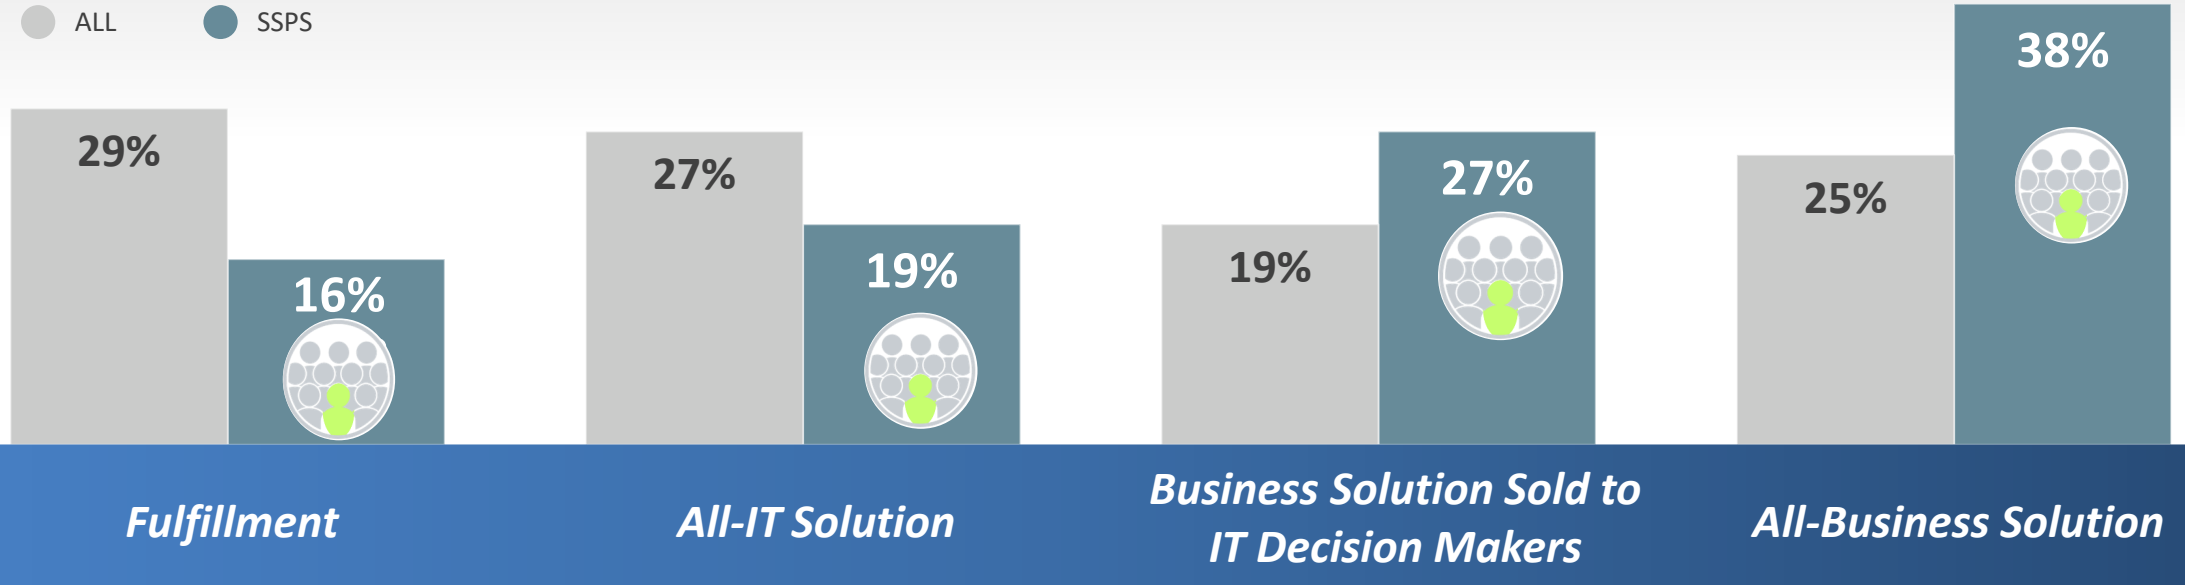 ALL
SSPS
29%
16%
27%
19%
19%
27%
25%
38%
Fulfillment
All-IT Solution
Business Solution Sold to
IT Decision Makers
All-Business Solution